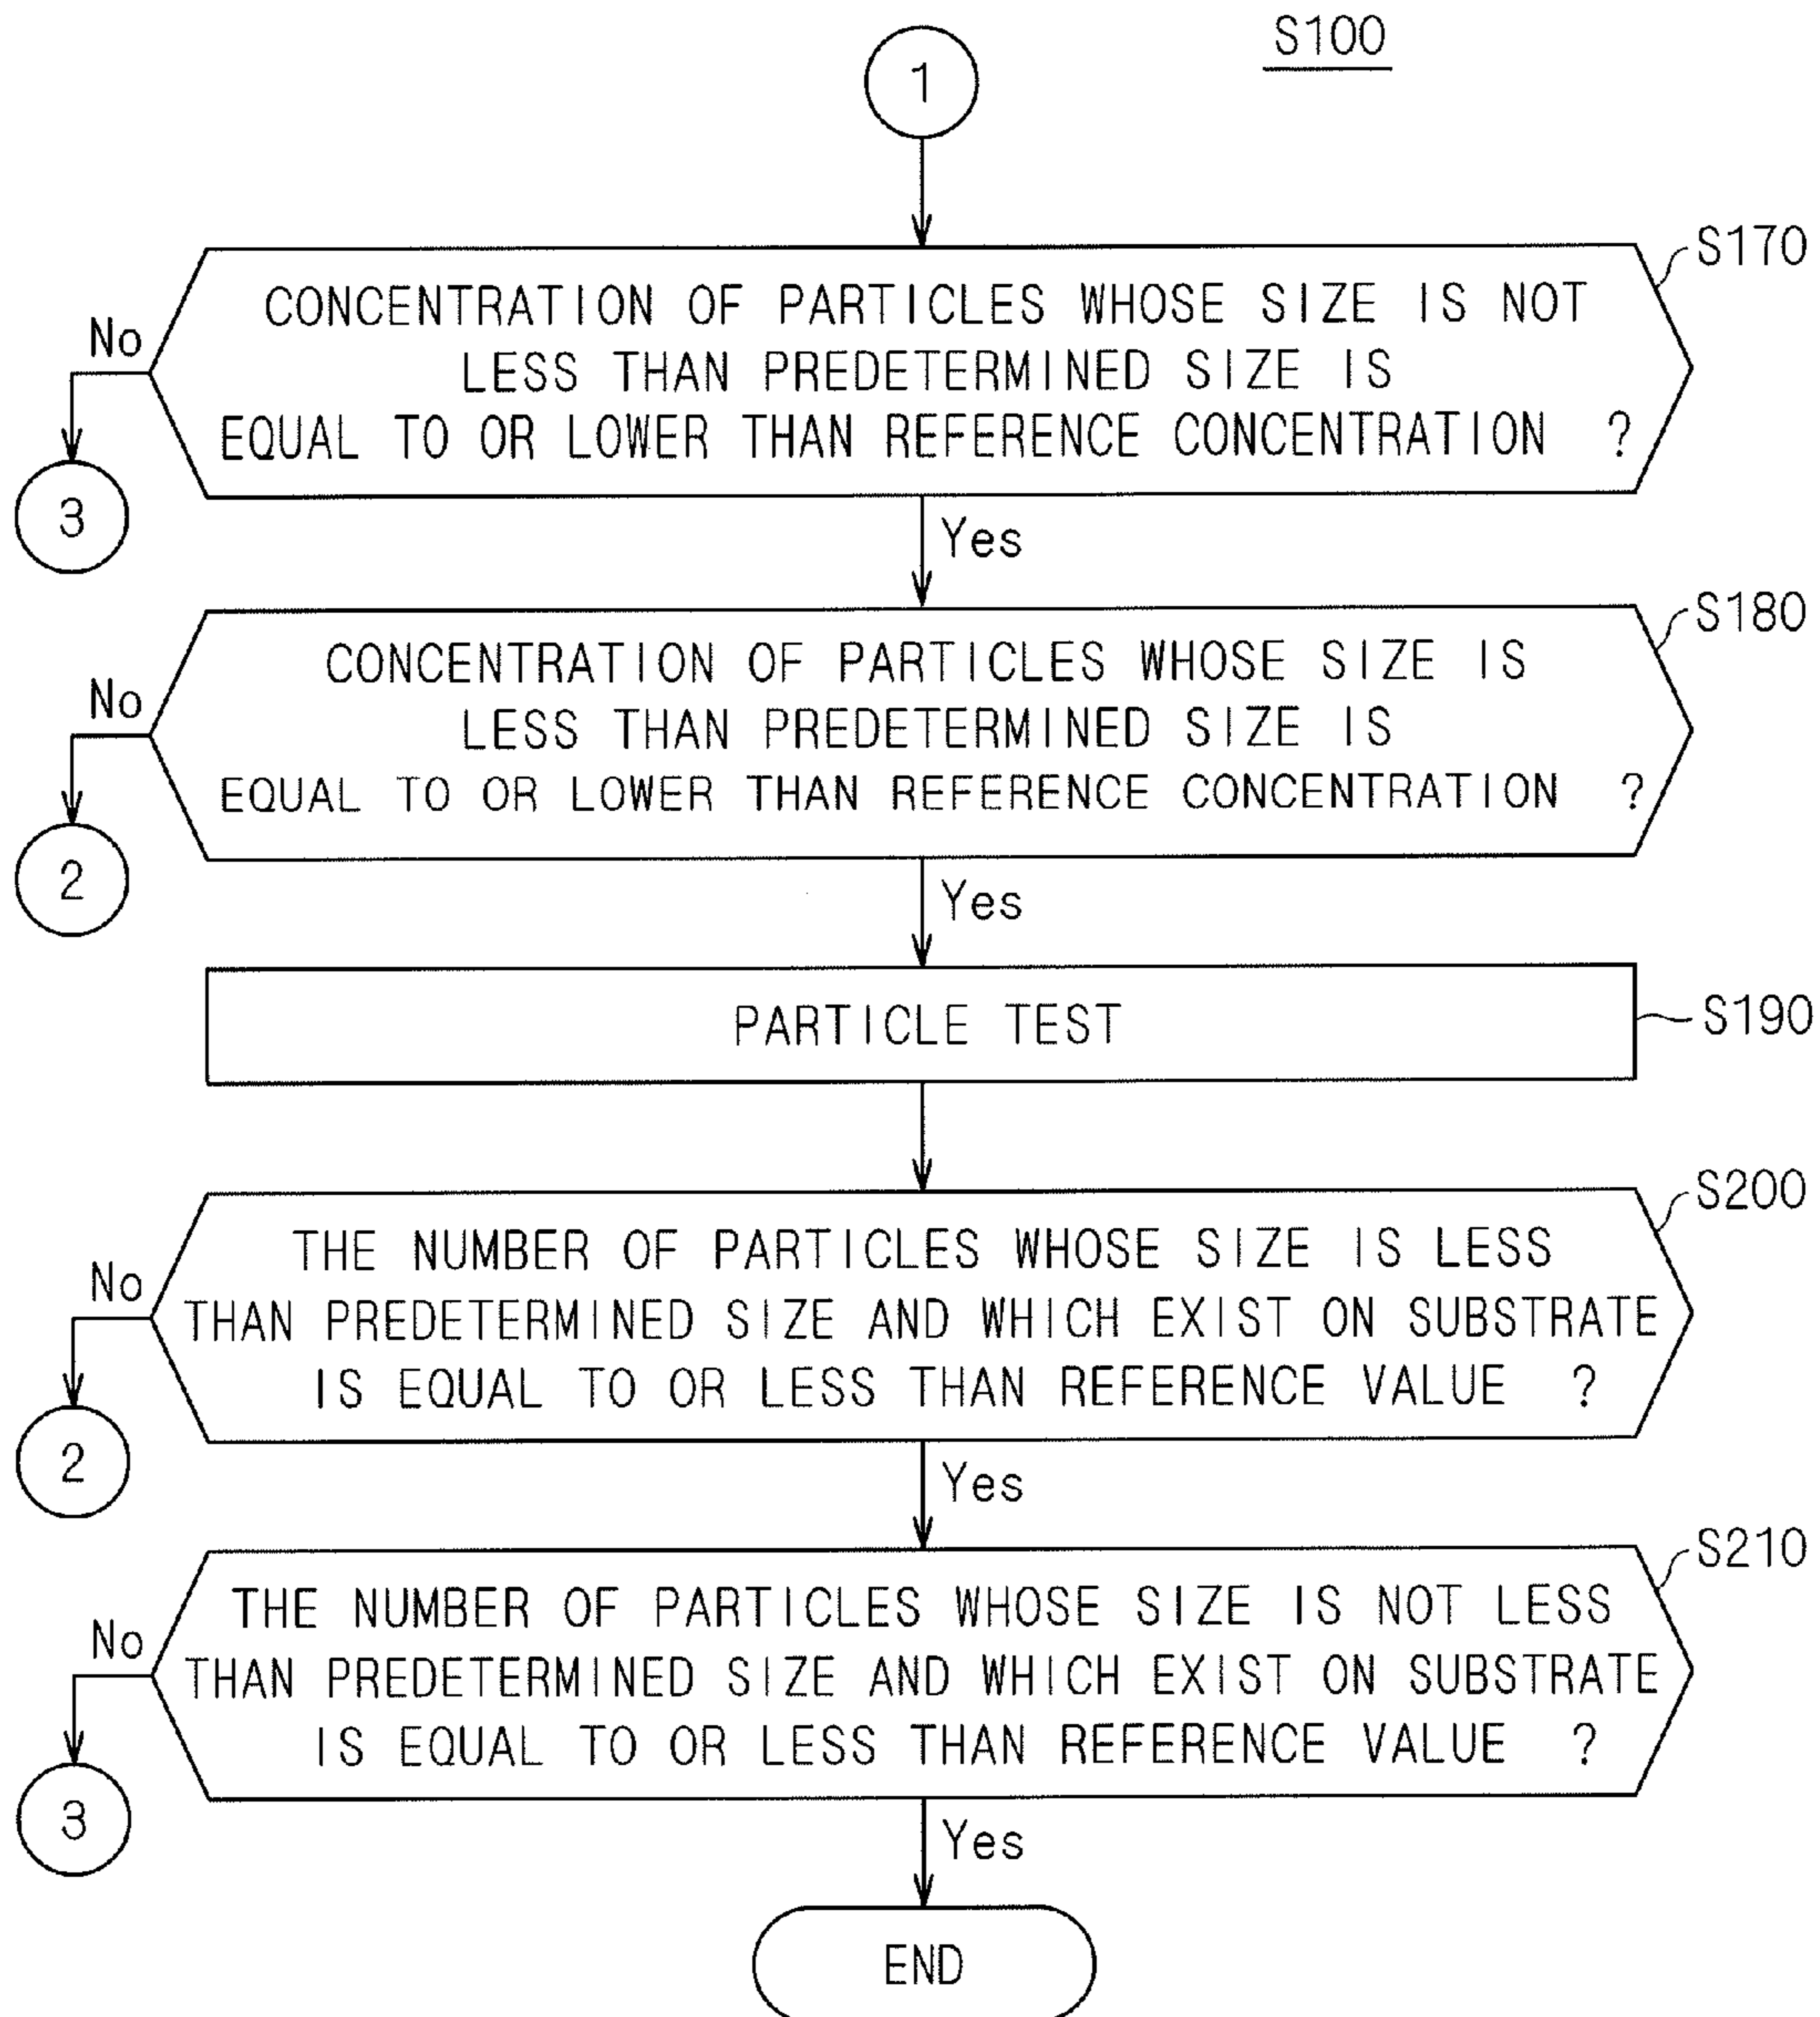 S100
1
S170
CONCENTRATION OF PARTICLES WHOSE SIZE IS NOT
LESS THAN PREDETERMINED SIZE IS
EQUAL TO OR LOWER THAN REFERENCE CONCENTRATION ?
No
3
Yes
S180
CONCENTRATION OF PARTICLES WHOSE SIZE IS
LESS THAN PREDETERMINED SIZE IS
EQUAL TO OR LOWER THAN REFERENCE CONCENTRATION ?
No
2
Yes
PARTICLE TEST
S190
S200
THE NUMBER OF PARTICLES WHOSE SIZE IS LESS
THAN PREDETERMINED SIZE AND WHICH EXIST ON SUBSTRATE
IS EQUAL TO OR LESS THAN REFERENCE VALUE ?
No
2
Yes
S210
THE NUMBER OF PARTICLES WHOSE SIZE IS NOT LESS
THAN PREDETERMINED SIZE AND WHICH EXIST ON SUBSTRATE
IS EQUAL TO OR LESS THAN REFERENCE VALUE ?
No
3
Yes
END